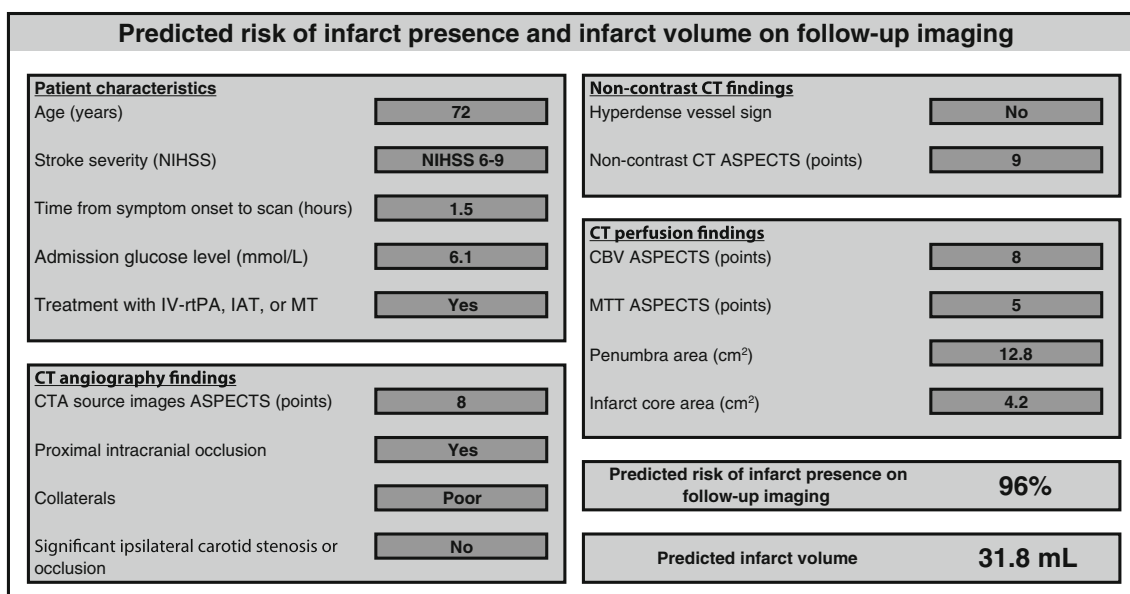 Predicted risk of infarct presence and infarct volume on follow-up imaging
Patient characteristics
Age (years) 72
Stroke severity (NIHSS) NIHSS 6-9
Time from symptom onset to scan (hours) 1.5
Admission glucose level (mmol/L) 6.1
Treatment with IV-rtPA, IAT, or MT Yes
CT angiography findings
CTA source images ASPECTS (points) 8
Proximal intracranial occlusion Yes
Collaterals Poor
Significant ipsilateral carotid stenosis or No
occlusion
Non-contrast CT findings
Hyperdense vessel sign No
Non-contrast CT ASPECTS (points) 9
CT perfusion findings
CBV ASPECTS (points) 8
MTT ASPECTS (points) 5
Penumbra area (cm²) 12.8
Infarct core area (cm²) 4.2
Predicted risk of infarct presence on
follow-up imaging 96%
Predicted infarct volume 31.8 mL